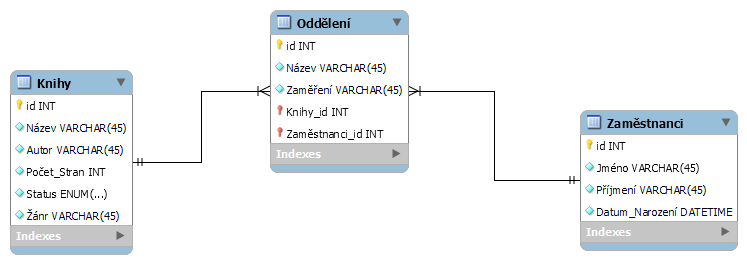 Knihy
id INT
Název VARCHAR(45)
Autor VARCHAR(45)
Počet_Stran INT
Status ENUM(...)
Žánr VARCHAR(45)
Indexes
Oddělení
id INT
Název VARCHAR(45)
Zaměření VARCHAR(45)
Knihy_id INT
Zaměstnanci_id INT
Indexes
Zaměstnanci
id INT
Jméno VARCHAR(45)
Příjmení VARCHAR(45)
Datum_Narození DATETIME
Indexes